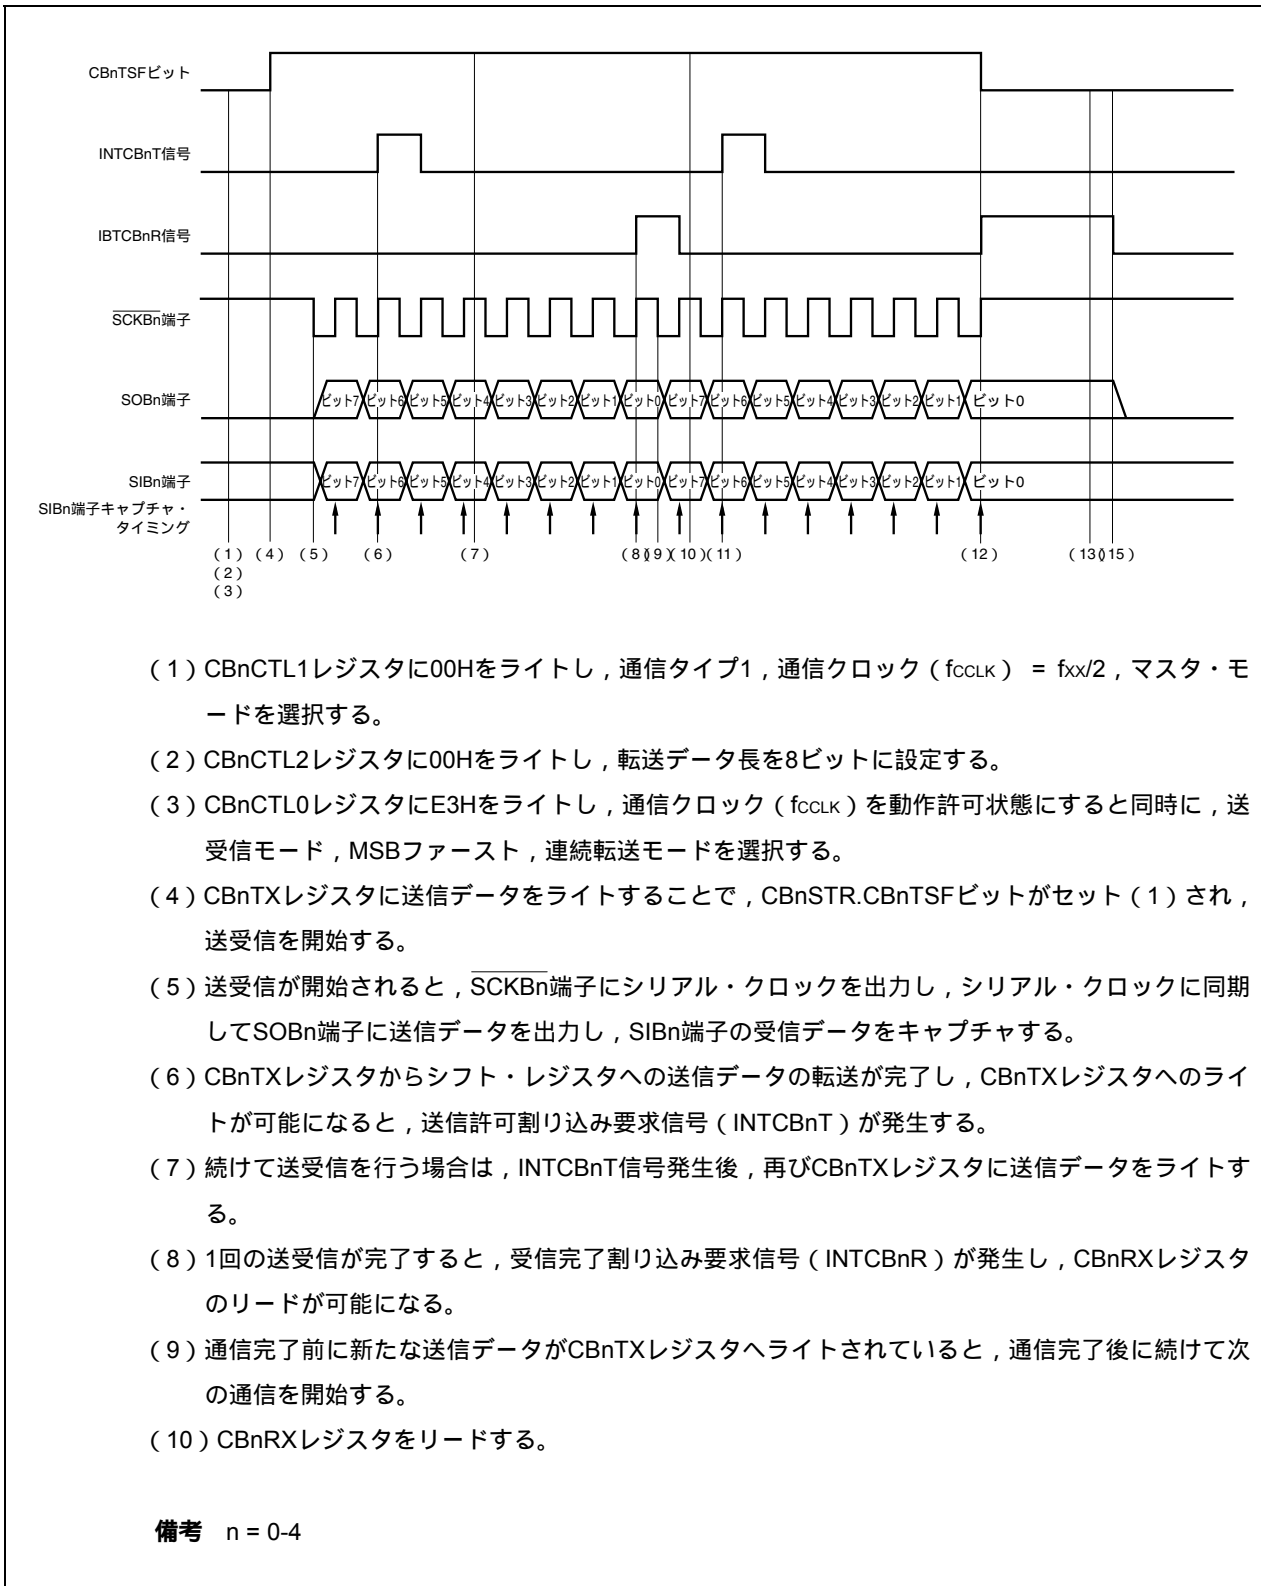 CBnTSFビット
INTCBnT信号
IBTCBnR信号
SCKBn端子
SOBn端子
ビット7 ビット6 ビット5 ビット4 ビット3 ビット2 ビット1 ビット0 ビット7 ビット6 ビット5 ビット4 ビット3 ビット2 ビット1 ビット0
SIBn端子
ビット7 ビット6 ビット5 ビット4 ビット3 ビット2 ビット1 ビット0 ビット7 ビット6 ビット5 ビット4 ビット3 ビット2 ビット1 ビット0
SIBn端子キャプチャ・
タイミング
(1) (4) (5) (6) (7) (8)(9)(10)(11) (12) (13)(15)
(2)
(3)
(1)CBnCTL1レジスタに00Hをライトし,通信タイプ1,通信クロック(fCCLK) = fXX/2,マスタ・モ
ードを選択する。
(2)CBnCTL2レジスタに00Hをライトし,転送データ長を8ビットに設定する。
(3)CBnCTL0レジスタにE3Hをライトし,通信クロック(fCCLK)を動作許可状態にすると同時に,送
受信モード,MSBファースト,連続転送モードを選択する。
(4)CBnTXレジスタに送信データをライトすることで,CBnSTR.CBnTSFビットがセット(1)され,
送受信を開始する。
(5)送受信が開始されると,SCKBn端子にシリアル・クロックを出力し,シリアル・クロックに同期
してSOBn端子に送信データを出力し,SIBn端子の受信データをキャプチャする。
(6)CBnTXレジスタからシフト・レジスタへの送信データの転送が完了し,CBnTXレジスタへのライ
トが可能になると,送信許可割り込み要求信号(INTCBnT)が発生する。
(7)続けて送受信を行う場合は,INTCBnT信号発生後,再びCBnTXレジスタに送信データをライトす
る。
(8)1回の送受信が完了すると,受信完了割り込み要求信号(INTCBnR)が発生し,CBnRXレジスタ
のリードが可能になる。
(9)通信完了前に新たな送信データがCBnTXレジスタへライトされていると,通信完了後に続けて次
の通信を開始する。
(10)CBnRXレジスタをリードする。
備考 n = 0-4